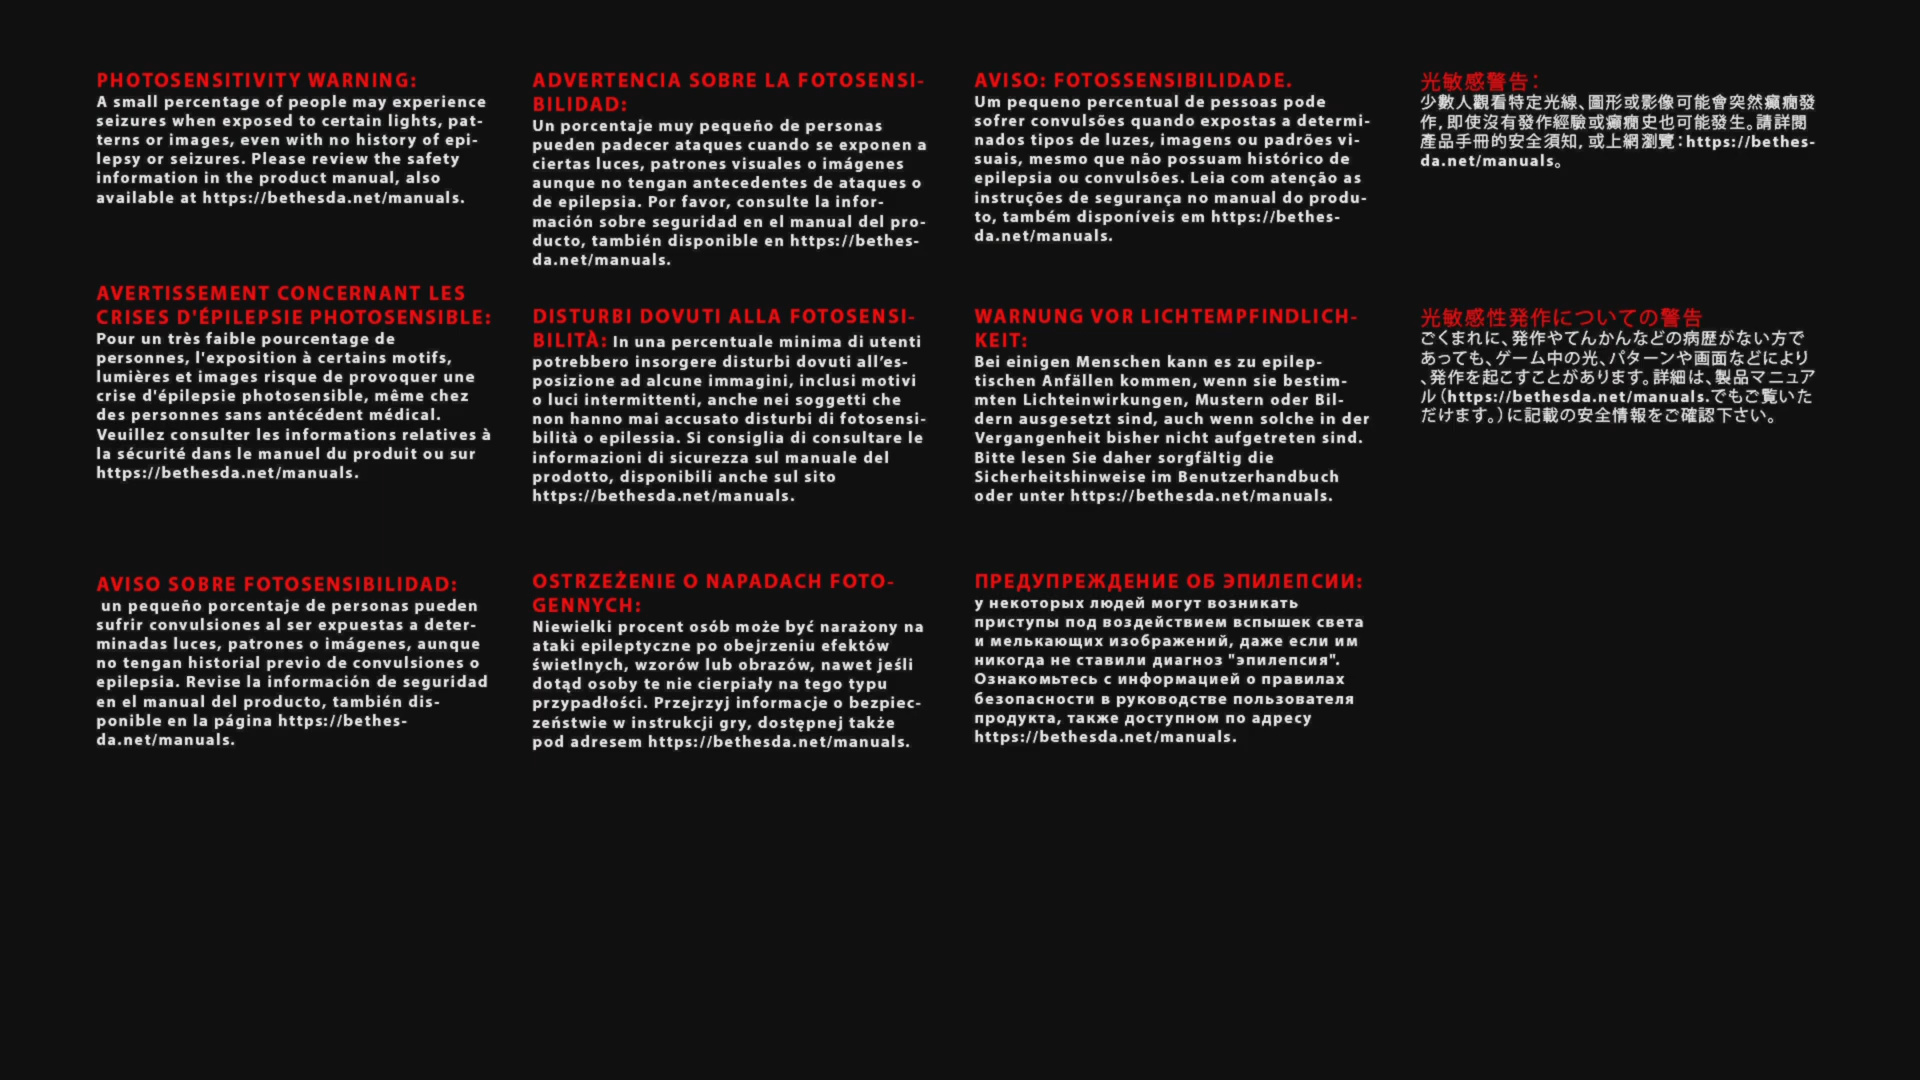 PHOTOSENSITIVITY WARNING:
A small percentage of people may experience
seizures when exposed to certain lights, pat-
terns or images, even with no history of epi-
lepsy or seizures. Please review the safety
information in the product manual, also
available at https://bethesda.net/manuals.
AVERTISSEMENT CONCERNANT LES
CRISES D'ÉPILEPSIE PHOTOSENSIBLE:
Pour un très faible pourcentage de
personnes, l'exposition à certains motifs,
lumières et images risque de provoquer une
crise d'épilepsie photosensible, même chez
des personnes sans antécédent médical.
Veuillez consulter les informations relatives à
la sécurité dans le manuel du produit ou sur
https://bethesda.net/manuals.
AVISO SOBRE FOTOSENSIBILIDAD:
un pequeño porcentaje de personas pueden
sufrir convulsiones al ser expuestas a deter-
minadas luces, patrones o imágenes, aunque
no tengan historial previo de convulsiones o
epilepsia. Revise la información de seguridad
en el manual del producto, también dis-
ponible en la página https://bethes-
da.net/manuals.
ADVERTENCIA SOBRE LA FOTOSENSI-
BILIDAD:
Un porcentaje muy pequeño de personas
pueden padecer ataques cuando se exponen a
ciertas luces, patrones visuales o imágenes
aunque no tengan antecedentes de ataques o
de epilepsia. Por favor, consulte la infor-
mación sobre seguridad en el manual del pro-
ducto, también disponible en https://bethes-
da.net/manuals.
DISTURBI DOVUTI ALLA FOTOSENSI-
BILITÀ: In una percentuale minima di utenti
potrebbero insorgere disturbi dovuti all’es-
posizione ad alcune immagini, inclusi motivi
o luci intermittenti, anche nei soggetti che
non hanno mai accusato disturbi di fotosensi-
bilità o epilessia. Si consiglia di consultare le
informazioni di sicurezza sul manuale del
prodotto, disponibili anche sul sito
https://bethesda.net/manuals.
OSTRZEŻENIE O NAPADACH FOTO-
GENNYCH:
Niewielki procent osób może być narażony na
ataki epileptyczne po obejrzeniu efektów
świetlnych, wzorów lub obrazów, nawet jeśli
dotąd osoby te nie cierpiały na tego typu
przypadłości. Przejrzyj informacje o bezpiec-
zeństwie w instrukcji gry, dostępnej także
pod adresem https://bethesda.net/manuals.
AVISO: FOTOSSENSIBILIDADE.
Um pequeno percentual de pessoas pode
sofrer convulsões quando expostas a determi-
nados tipos de luzes, imagens ou padrões vi-
suais, mesmo que não possuam histórico de
epilepsia ou convulsões. Leia com atenção as
instruções de segurança no manual do produ-
to, também disponíveis em https://bethes-
da.net/manuals.
WARNUNG VOR LICHTEMPFINDLICH-
KEIT:
Bei einigen Menschen kann es zu epilep-
tischen Anfällen kommen, wenn sie bestim-
mten Lichteinwirkungen, Mustern oder Bil-
dern ausgesetzt sind, auch wenn solche in der
Vergangenheit bisher nicht aufgetreten sind.
Bitte lesen Sie daher sorgfältig die
Sicherheitshinweise im Benutzerhandbuch
oder unter https://bethesda.net/manuals.
ПРЕДУПРЕЖДЕНИЕ ОБ ЭПИЛЕПСИИ:
у некоторых людей могут возникать
приступы под воздействием вспышек света
и мелькающих изображений, даже если им
никогда не ставили диагноз "эпилепсия".
Ознакомьтесь с информацией о правилах
безопасности в руководстве пользователя
продукта, также доступном по адресу
https://bethesda.net/manuals.
光敏感警告：
少數人觀看特定光線、圖形或影像可能會突然癲癇發
作，即使沒有發作經驗或癲癇史也可能發生。請詳閱
產品手冊的安全須知，或上網瀏覽：https://bethes-
da.net/manuals。
光敏感性発作についての警告
ごくまれに、発作やてんかんなどの病歴がない方で
あっても、ゲーム中の光、パターンや画面などにより
、発作を起こすことがあります。詳細は、製品マニュア
ル（https://bethesda.net/manuals.でもご覧いた
だけます。）に記載の安全情報をご確認下さい。